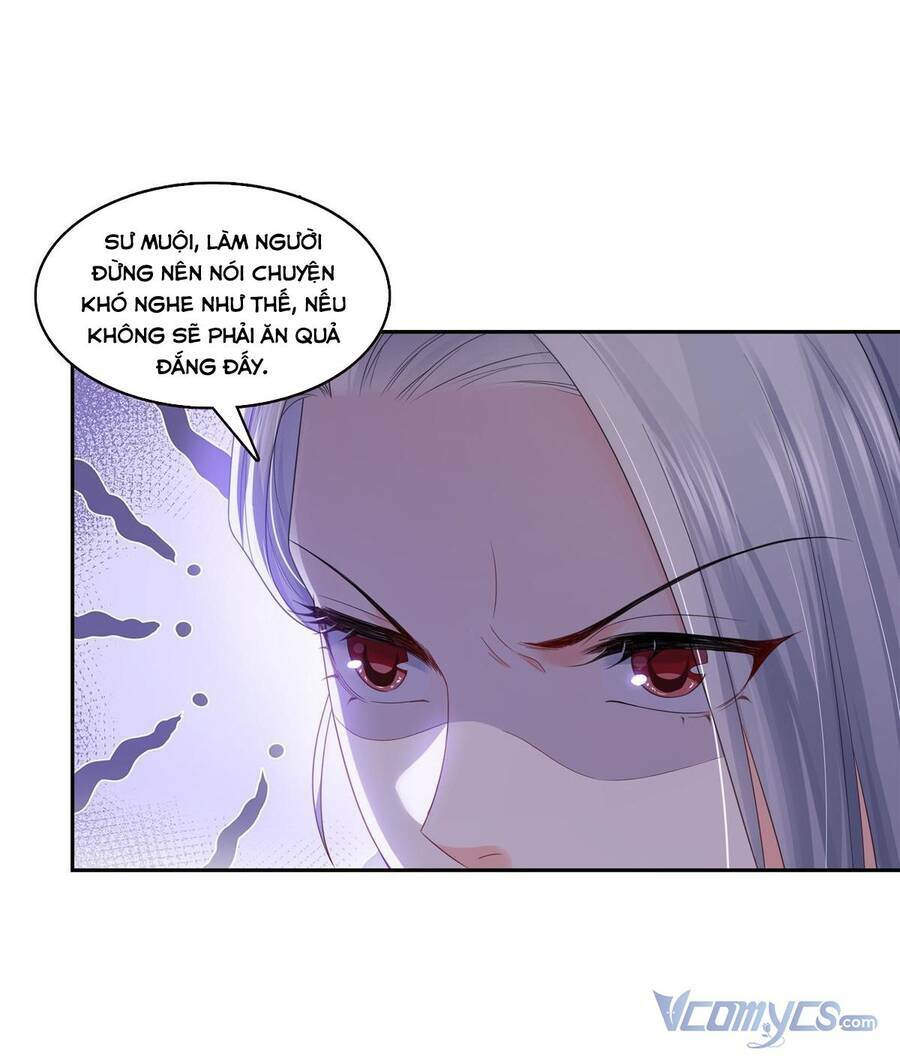 SƯ MUỘI, LÀM NGƯỜI
ĐỪNG NÊN NÓI CHUYỆN
KHÓ NGHE NHƯ THẾ, NẾU
KHÔNG SẼ PHẢI ĂN QUẢ
ĐẮNG ĐẤY.
VCOMYCS.com